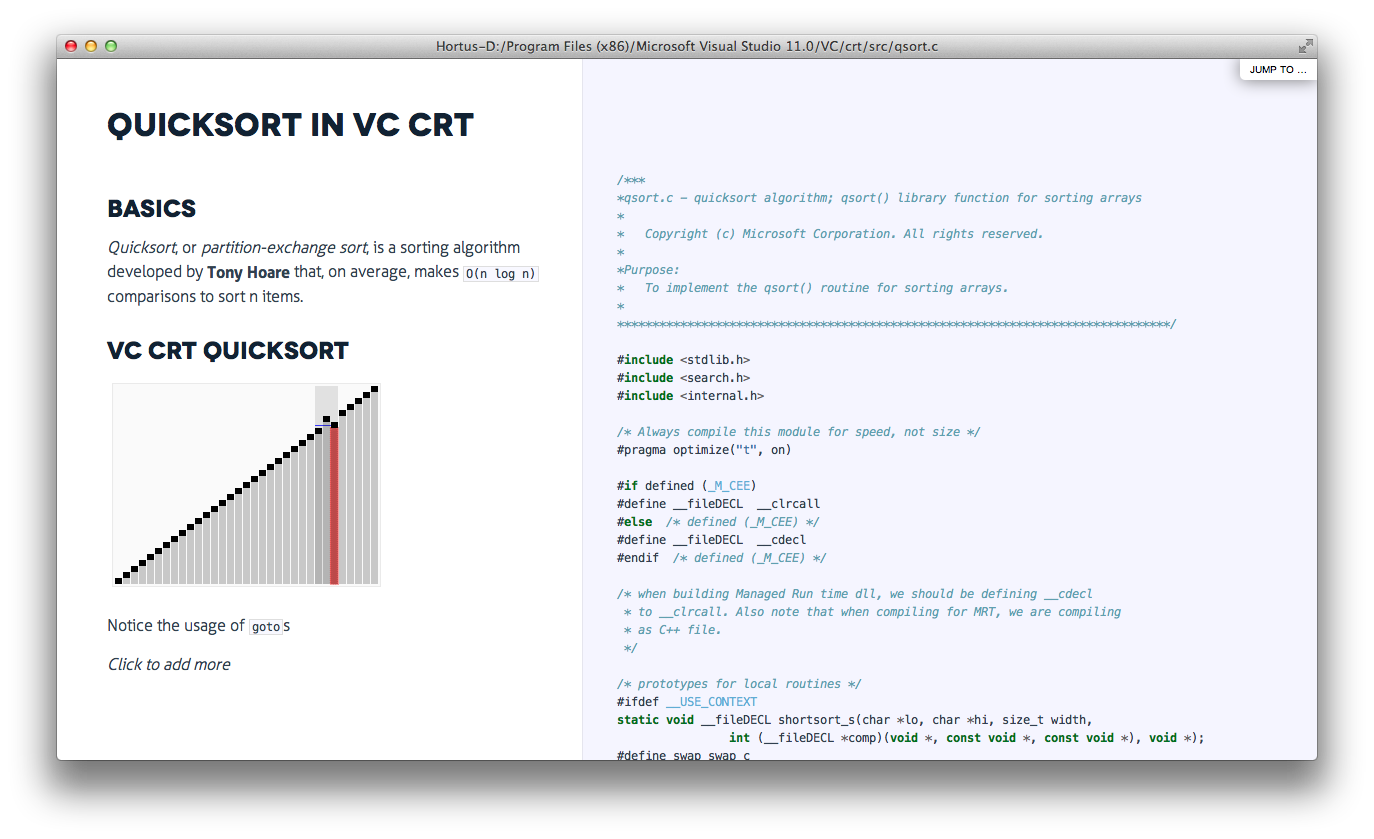 Hortus-D:/Program Files (x86)/Microsoft Visual Studio 11.0/VC/crt/src/qsort.c
JUMP TO ...
QUICKSORT IN VC CRT
BASICS
Quicksort, or partition-exchange sort, is a sorting algorithm
developed by Tony Hoare that, on average, makes O(n log n)
comparisons to sort n items.
VC CRT QUICKSORT
Notice the usage of gotos
Click to add more
/***
*qsort.c - quicksort algorithm; qsort() library function for sorting arrays
*
*   Copyright (c) Microsoft Corporation. All rights reserved.
*
*Purpose:
*   To implement the qsort() routine for sorting arrays.
*
*******************************************************************************/
#include <stdlib.h>
#include <search.h>
#include <internal.h>
/* Always compile this module for speed, not size */
#pragma optimize("t", on)
#if defined (_M_CEE)
#define __fileDECL  __clrcall
#else  /* defined (_M_CEE) */
#define __fileDECL  __cdecl
#endif  /* defined (_M_CEE) */
/* when building Managed Run time dll, we should be defining __cdecl
 * to __clrcall. Also note that when compiling for MRT, we are compiling
 * as C++ file.
 */
/* prototypes for local routines */
#ifdef __USE_CONTEXT
static void __fileDECL shortsort_s(char *lo, char *hi, size_t width,
                int (__fileDECL *comp)(void *, const void *, const void *), void *);
#define swap swap_c